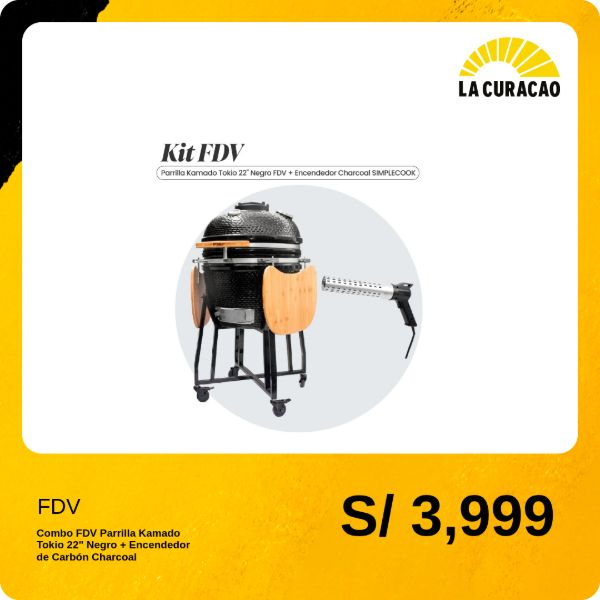 LA CURACAO
Kit FDV
Parrilla Kamado Tokio 22" Negro FDV + Encendedor Charcoal SIMPLECOOK
FDV
S/ 3,999
Combo FDV Parrilla Kamado
Tokio 22" Negro + Encendedor
de Carbón Charcoal